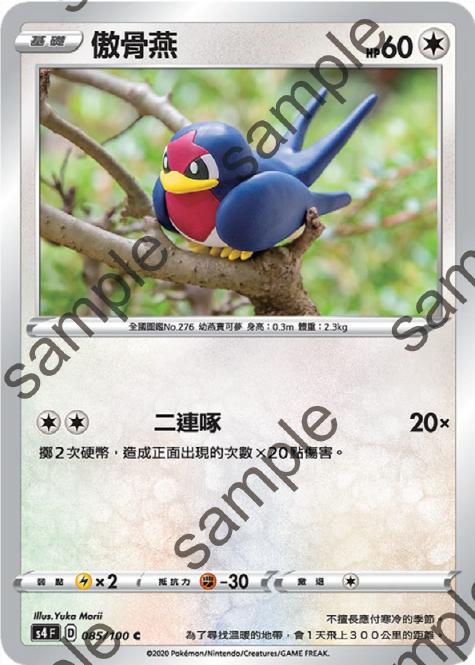 基礎 傲骨燕 HP60
全國圖鑑No.276 幼燕寶可夢 身高：0.3m 體重：2.3kg
二連啄 20×
擲2次硬幣，造成正面出現的次數×20點傷害。
弱點 ×2 抵抗力 -30 撤退
Illus.Yuka Morii
s4F D 085/100 C
不擅長應付寒冷的季節。
為了尋找溫暖的地帶，會1天飛上300公里的距離。
©2020 Pokémon/Nintendo/Creatures/GAME FREAK.
sample
sample
sample
sample
sample
sample
sample
sample